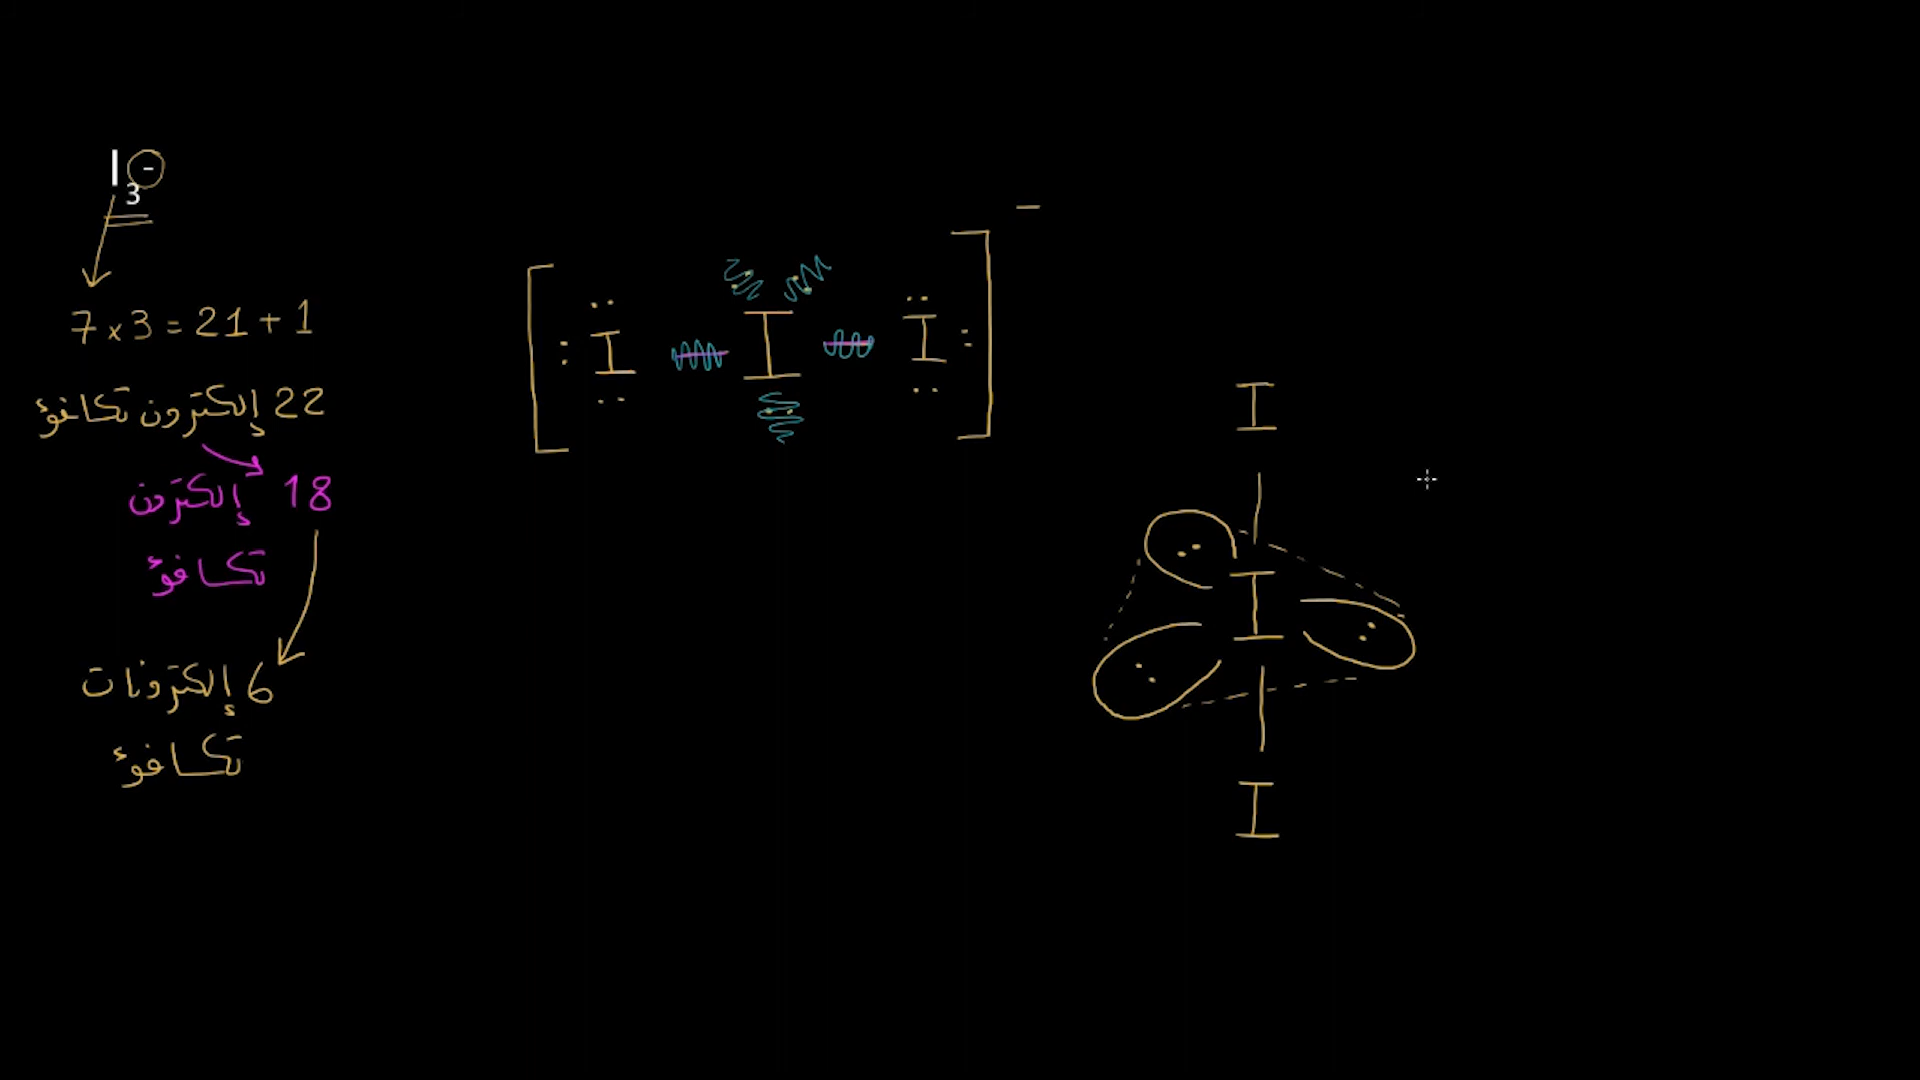 I₃⁻
7 x 3 = 21 + 1
22 إلكترون تكافؤ
18 إلكترون
تكافؤ
6 إلكترونات
تكافؤ
[ :I — I — I: ]⁻
I
I
I